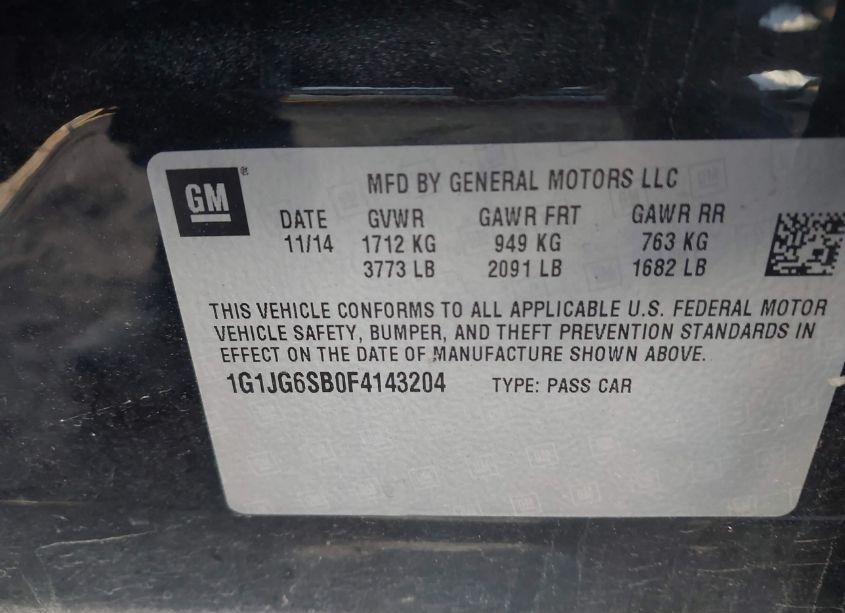 GM
MFD BY GENERAL MOTORS LLC
DATE GVWR GAWR FRT GAWR RR
11/14 1712 KG 949 KG 763 KG
3773 LB 2091 LB 1682 LB
THIS VEHICLE CONFORMS TO ALL APPLICABLE U.S. FEDERAL MOTOR
VEHICLE SAFETY, BUMPER, AND THEFT PREVENTION STANDARDS IN
EFFECT ON THE DATE OF MANUFACTURE SHOWN ABOVE.
1G1JG6SB0F4143204 TYPE: PASS CAR